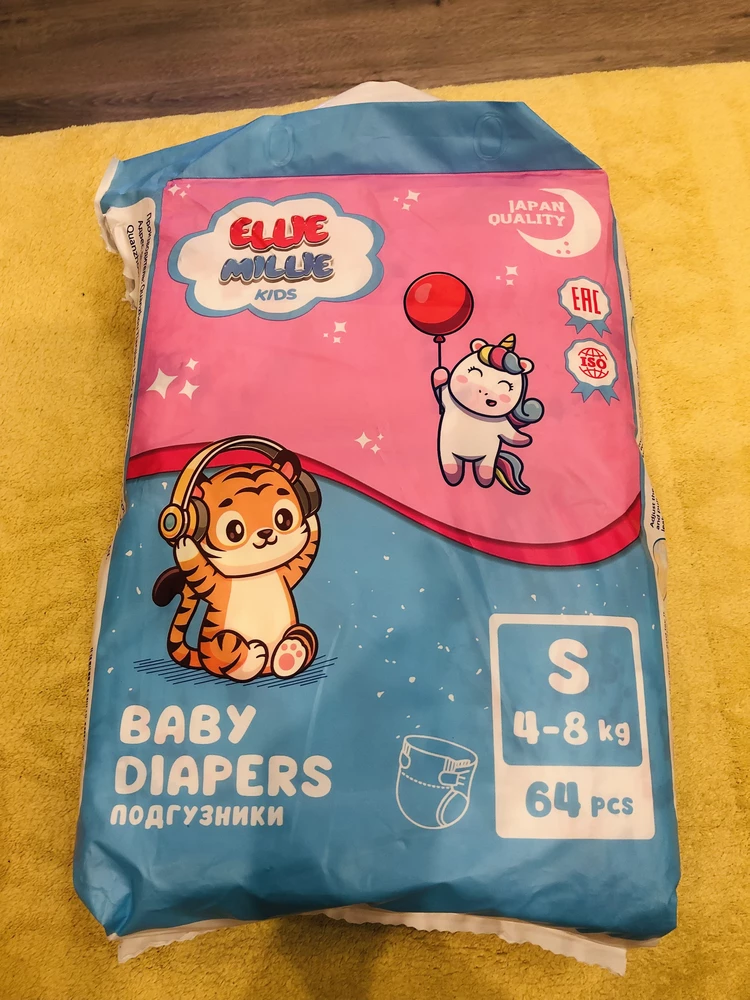 ELLIE
MILLIE
KIDS
JAPAN
QUALITY
EAC
ISO
S
4-8 kg
64 PCS
BABY
DIAPERS
ПОДГУЗНИКИ